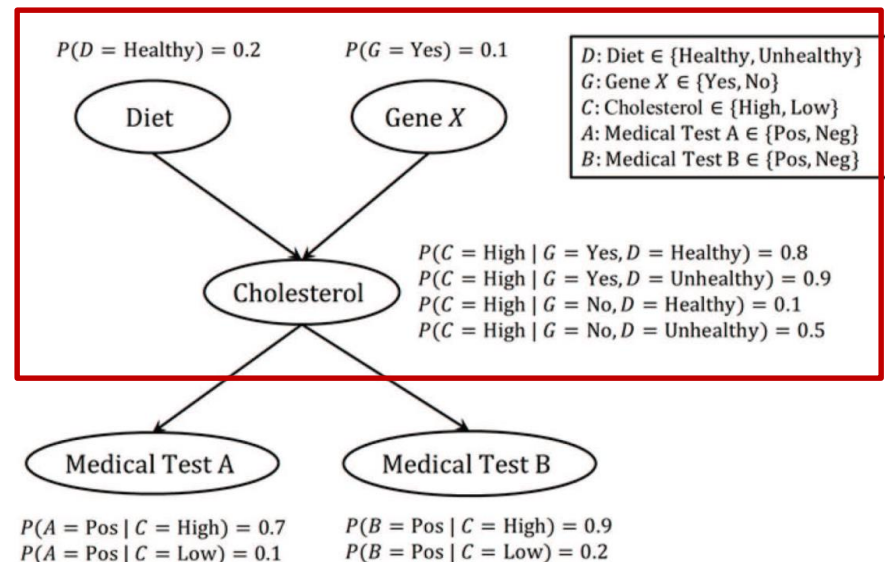 P(D = Healthy) = 0.2
P(G = Yes) = 0.1
D: Diet ∈ {Healthy, Unhealthy}
G: Gene X ∈ {Yes, No}
C: Cholesterol ∈ {High, Low}
A: Medical Test A ∈ {Pos, Neg}
B: Medical Test B ∈ {Pos, Neg}
Diet
Gene X
Cholesterol
P(C = High | G = Yes, D = Healthy) = 0.8
P(C = High | G = Yes, D = Unhealthy) = 0.9
P(C = High | G = No, D = Healthy) = 0.1
P(C = High | G = No, D = Unhealthy) = 0.5
Medical Test A
Medical Test B
P(A = Pos | C = High) = 0.7
P(A = Pos | C = Low) = 0.1
P(B = Pos | C = High) = 0.9
P(B = Pos | C = Low) = 0.2